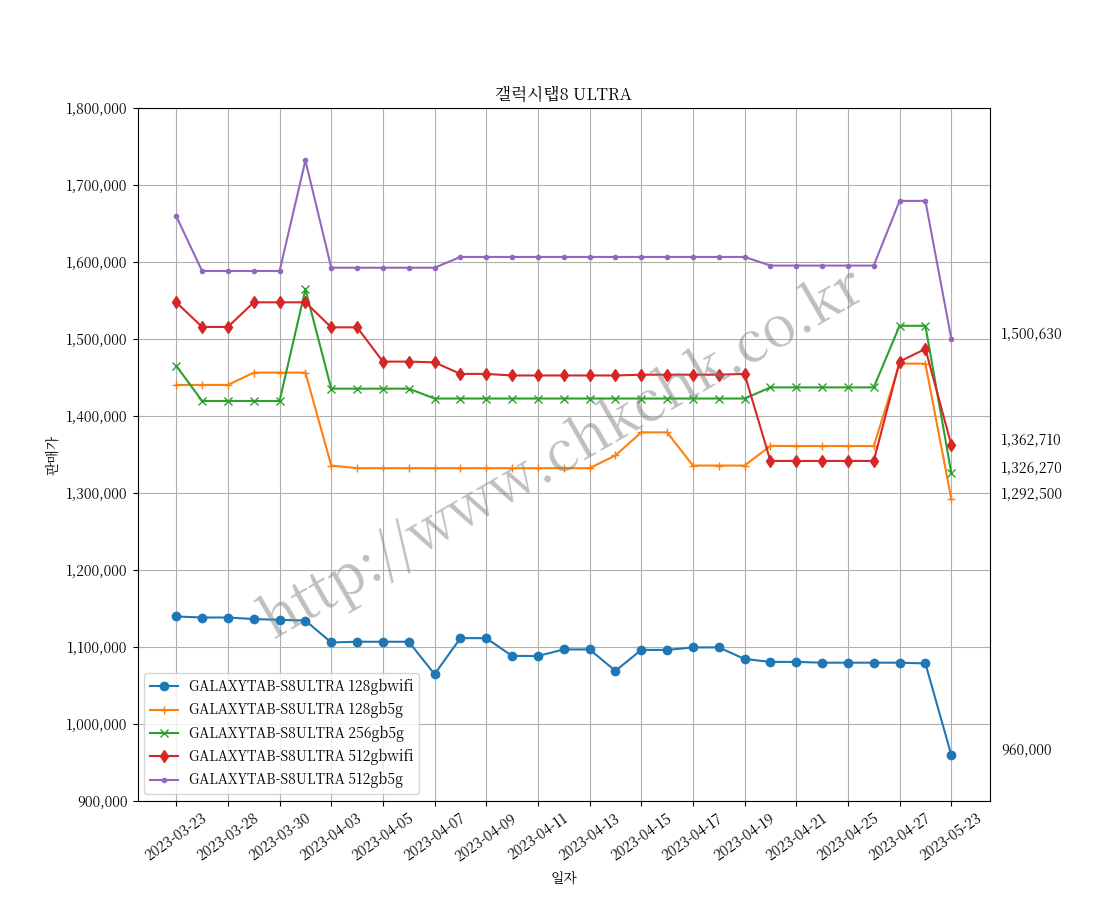 갤럭시탭8 ULTRA
1,800,000
1,700,000
1,600,000
1,500,000
1,400,000
1,300,000
1,200,000
1,100,000
1,000,000
900,000
판매가
http://www.chkchk.co.kr
1,500,630
1,362,710
1,326,270
1,292,500
960,000
GALAXYTAB-S8ULTRA 128gbwifi
GALAXYTAB-S8ULTRA 128gb5g
GALAXYTAB-S8ULTRA 256gb5g
GALAXYTAB-S8ULTRA 512gbwifi
GALAXYTAB-S8ULTRA 512gb5g
2023-03-23 2023-03-28 2023-03-30 2023-04-03 2023-04-05 2023-04-07 2023-04-09 2023-04-11 2023-04-13 2023-04-15 2023-04-17 2023-04-19 2023-04-21 2023-04-25 2023-04-27 2023-05-23
일자